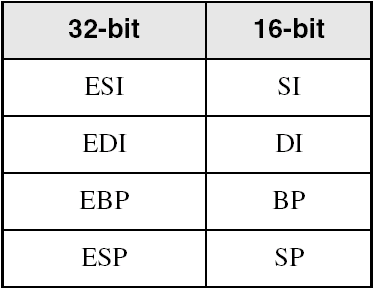 32-bit 16-bit
ESI SI
EDI DI
EBP BP
ESP SP